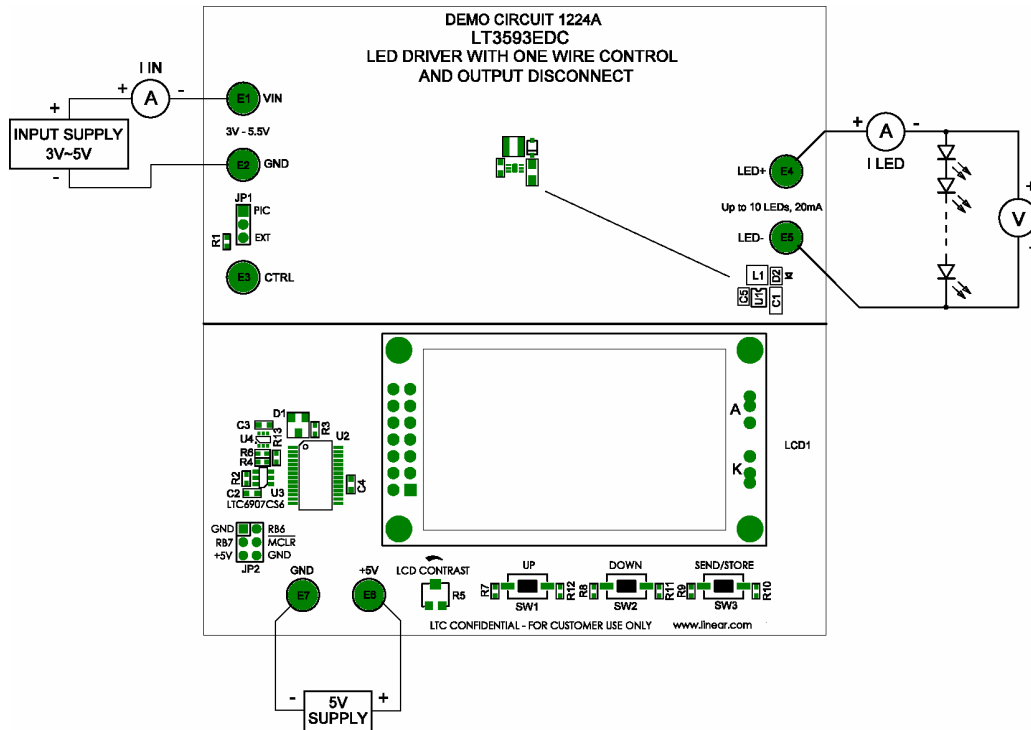 DEMO CIRCUIT 1224A
LT3593EDC
LED DRIVER WITH ONE WIRE CONTROL
AND OUTPUT DISCONNECT
I IN
+ A -
+
INPUT SUPPLY
3V~5V
-
E1 VIN
3V - 5.5V
E2 GND
JP1
PIC
EXT
R1
E3 CTRL
LED+ E4
Up to 10 LEDs, 20mA
LED- E5
+ A -
I LED
+
V
-
L1
D2
C5
U1
C1
D1
C3
U4
R13
R3
U2
R6
R4
R2
C2
U3
C4
LTC6907CS6
A
K
LCD1
GND RB6
RB7 MCLR
+5V GND
JP2
GND
+5V
E7
E6
LCD CONTRAST
R5
UP
R7
R12
SW1
DOWN
R8
R11
SW2
SEND/STORE
R9
R10
SW3
LTC CONFIDENTIAL - FOR CUSTOMER USE ONLY
www.linear.com
- 5V +
SUPPLY